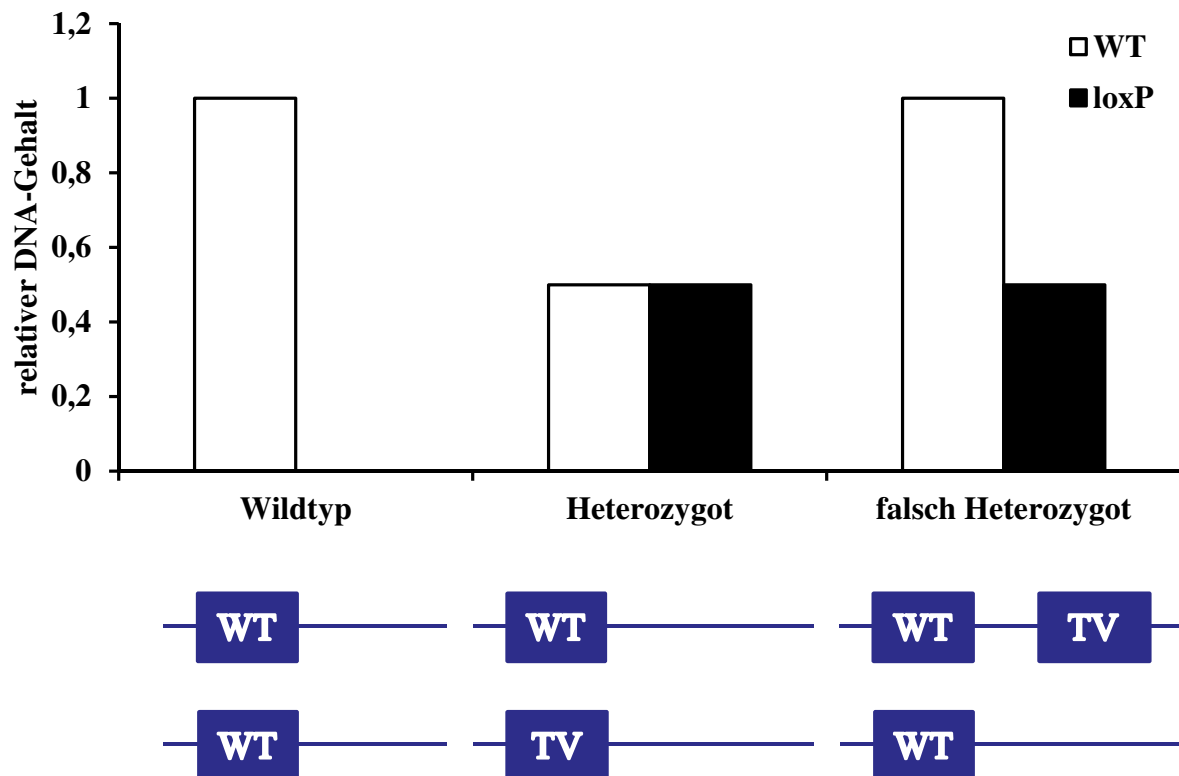 1,2
1
0,8
0,6
0,4
0,2
0
relativer DNA-Gehalt
WT
loxP
Wildtyp Heterozygot falsch Heterozygot
WT WT WT TV
WT TV WT